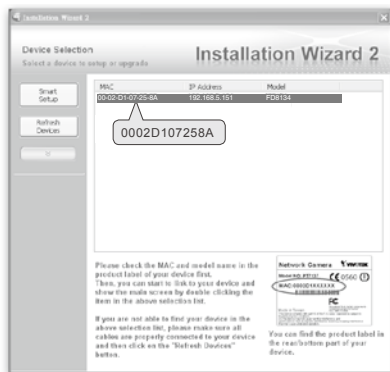 Installation Wizard 2
Device Selection
Select a device to setup or upgrade
Installation Wizard 2
Smart
Setup
Refresh
Devices
MAC IP Address Model
00-02-D1-07-25-8A 192.168.5.151 FD8134
0002D107258A
Please check the MAC and model name in the
product label of your device first.
Then, you can start to link to your device and
show the main screen by double clicking the
item in the above selection list.
If you are not able to find your device in the
above selection list, please make sure all
cables are properly connected to your device
and then click on the "Refresh Devices"
button.
Network Camera VIVOTEK
Model NO.
0560
FC
You can find the product label in
the rear/bottom part of your
device.